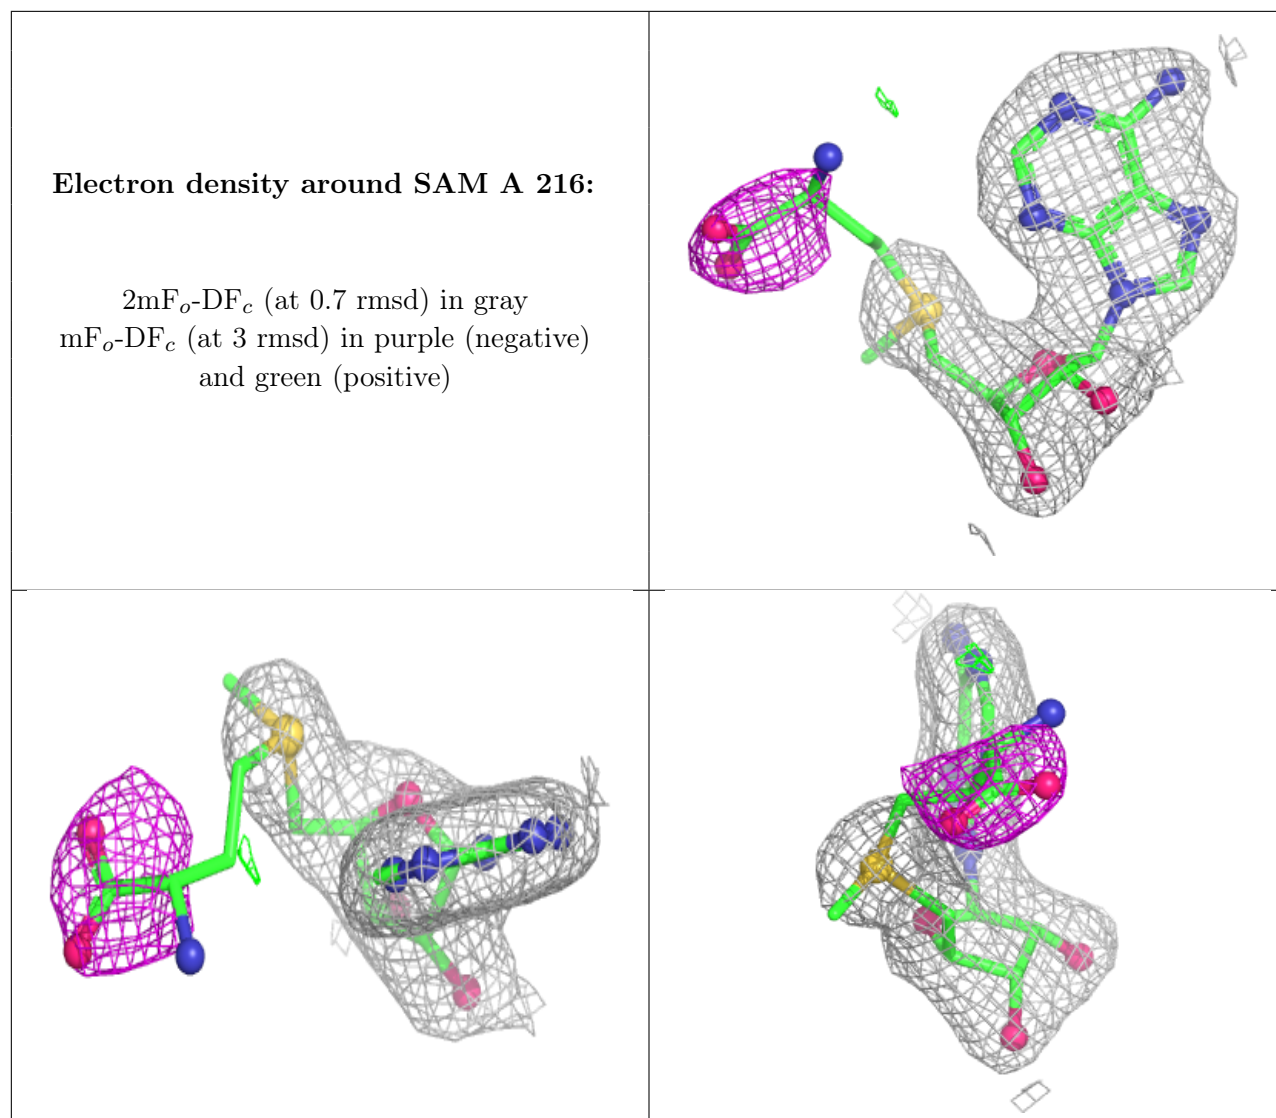 Electron density around SAM A 216:
2mFo-DFc (at 0.7 rmsd) in gray
mFo-DFc (at 3 rmsd) in purple (negative)
and green (positive)